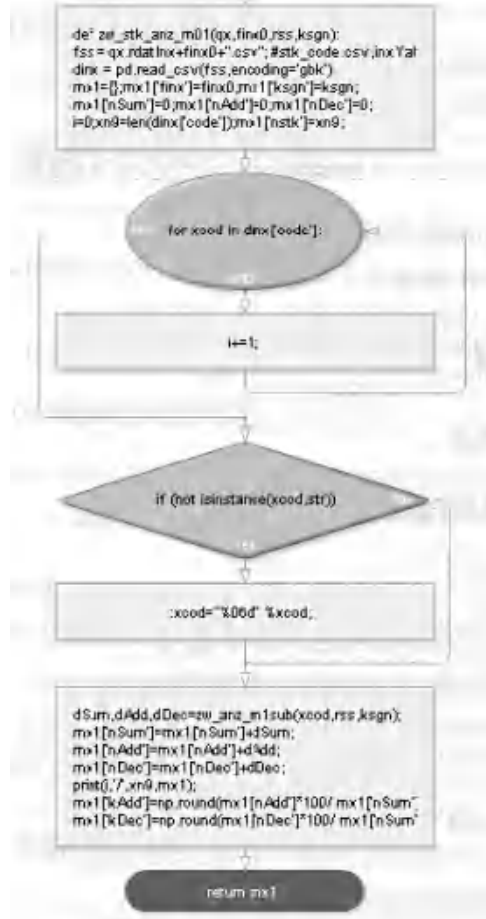 def zw_stk_anz_m01(qx,finx0,rss,ksgn):
fss=qx.rdatInx+finx0+".csv"; #stk_code.csv,inx Yah
dinx = pd.read_csv(fss,encoding='gbk')
mx1={};mx1['finx']=finx0;mx1['ksgn']=ksgn;
mx1['nSum']=0;mx1['nAdd']=0;mx1['nDec']=0;
i=0;xn9=len(dinx['code']);mx1['nstk']=xn9;
for xcod in dinx['code']:
i+=1;
if (not isinstance(xcod,str))
:xcod="%06d" %xcod;
dSum,dAdd,dDec=zw_anz_m1sub(xcod,rss,ksgn);
mx1['nSum']=mx1['nSum']+dSum;
mx1['nAdd']=mx1['nAdd']+dAdd;
mx1['nDec']=mx1['nDec']+dDec;
print(i,'/',xn9,mx1);
mx1['kAdd']=np.round(mx1['nAdd']*100/ mx1['nSum'
mx1['kDec']=np.round(mx1['nDec']*100/ mx1['nSum'
return mx1